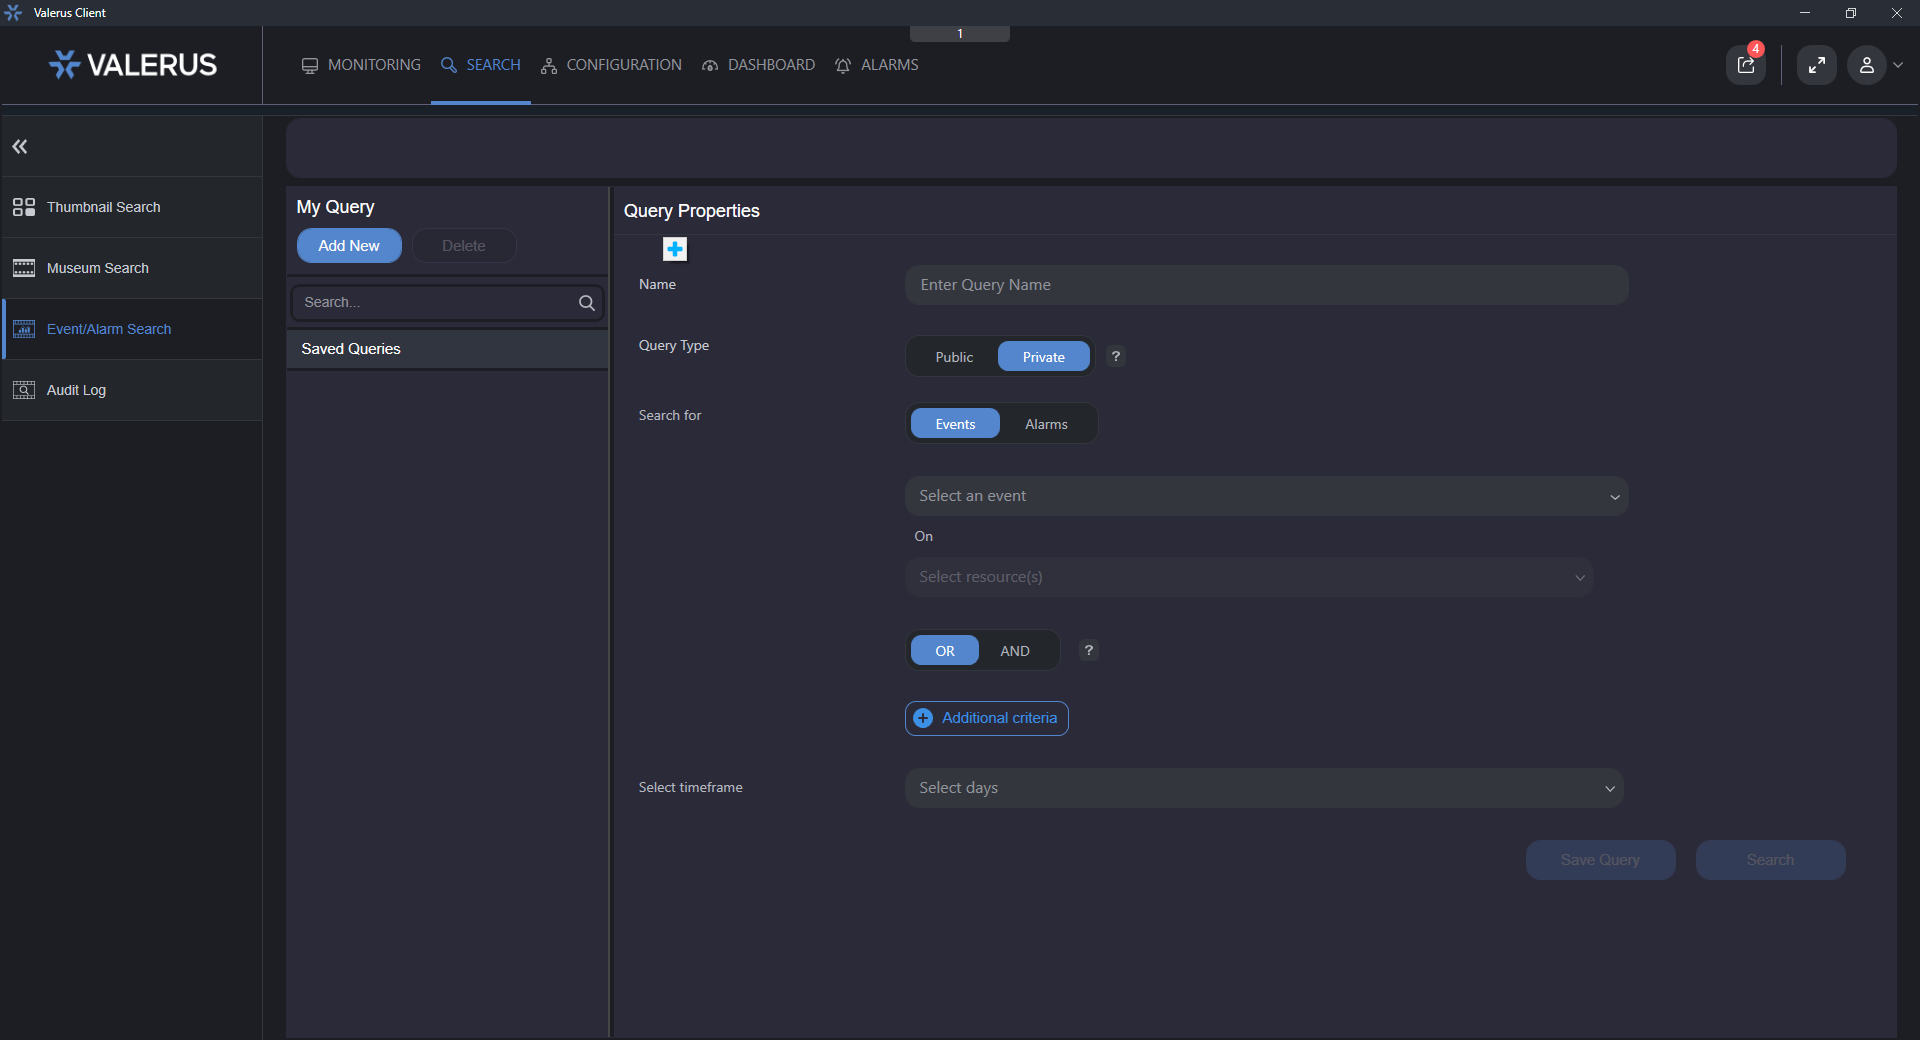 Valerus Client
1
VALERUS
MONITORING
SEARCH
CONFIGURATION
DASHBOARD
ALARMS
4
Thumbnail Search
Museum Search
Event/Alarm Search
Audit Log
My Query
Add New
Delete
Search...
Saved Queries
Query Properties
Name
Enter Query Name
Query Type
Public
Private
?
Search for
Events
Alarms
Select an event
On
Select resource(s)
OR
AND
?
Additional criteria
Select timeframe
Select days
Save Query
Search